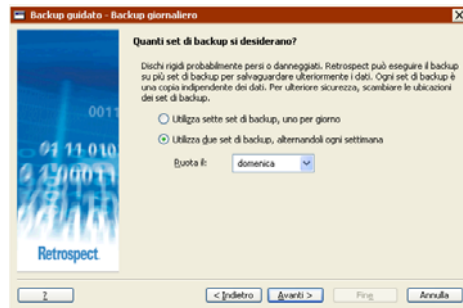 Backup guidato - Backup giornaliero
Quanti set di backup si desiderano?
Dischi rigidi probabilmente persi o danneggiati. Retrospect può eseguire il backup
su più set di backup per salvaguardare ulteriormente i dati. Ogni set di backup è
una copia indipendente dei dati. Per ulteriore sicurezza, scambiare le ubicazioni
dei set di backup.
Utilizza sette set di backup, uno per giorno
Utilizza due set di backup, alternandoli ogni settimana
Ruota il: domenica
Retrospect
? < Indietro Avanti > Fine Annulla